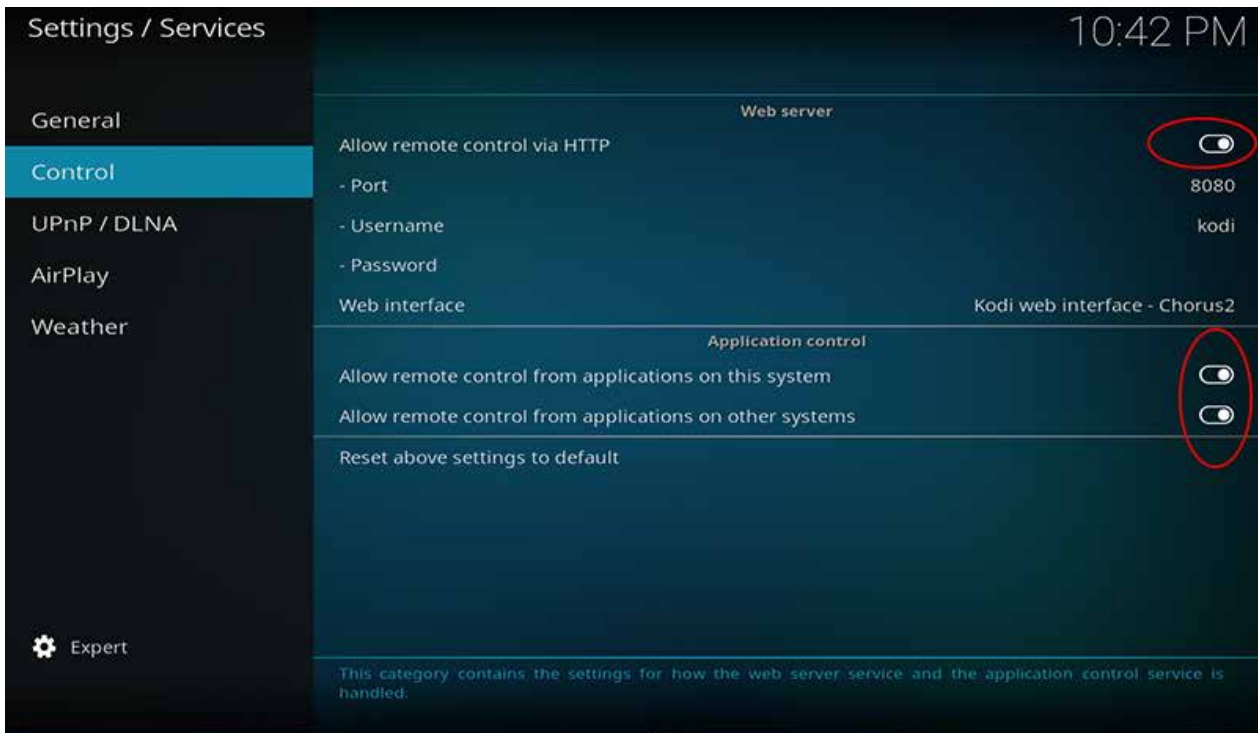 Settings / Services
10:42 PM
General
Control
UPnP / DLNA
AirPlay
Weather
Expert
Web server
Allow remote control via HTTP
- Port 8080
- Username kodi
- Password
Web interface Kodi web interface - Chorus2
Application control
Allow remote control from applications on this system
Allow remote control from applications on other systems
Reset above settings to default
This category contains the settings for how the web server service and the application control service is
handled.